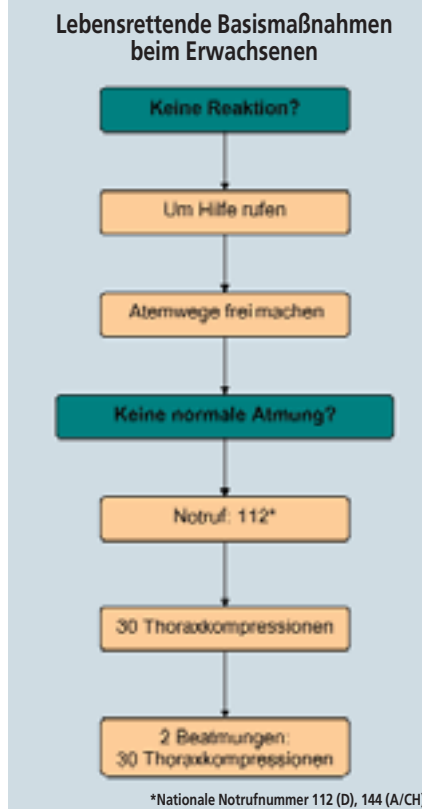 Lebensrettende Basismaßnahmen
beim Erwachsenen
Keine Reaktion?
Um Hilfe rufen
Atemwege frei machen
Keine normale Atmung?
Notruf: 112*
30 Thoraxkompressionen
2 Beatmungen:
30 Thoraxkompressionen
*Nationale Notrufnummer 112 (D), 144 (A/CH)